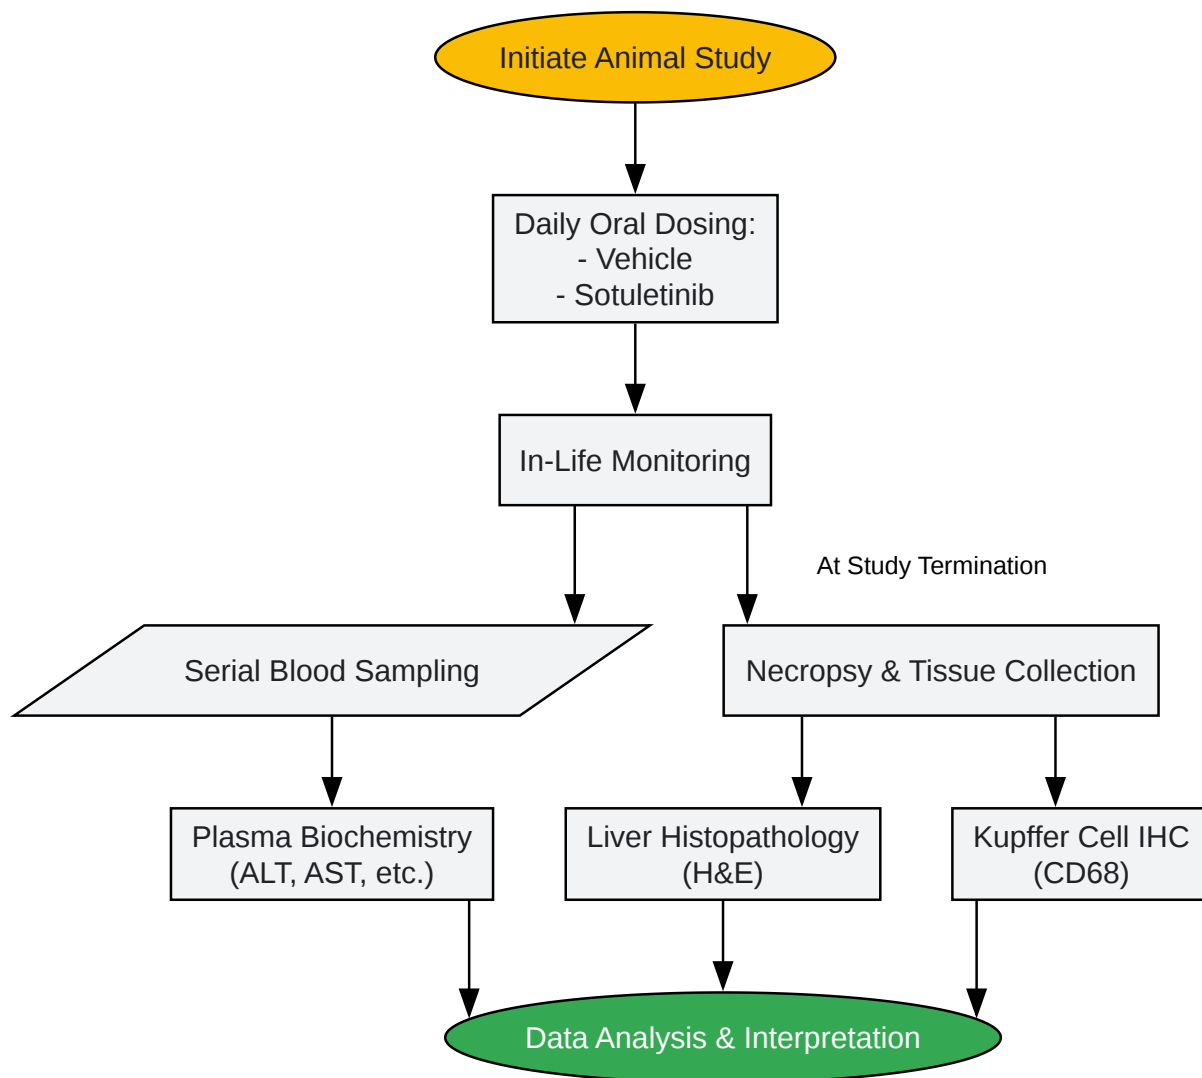 Initiate Animal Study
Daily Oral Dosing:
- Vehicle
- Sotuletinib
In-Life Monitoring
At Study Termination
Serial Blood Sampling
Necropsy & Tissue Collection
Plasma Biochemistry
(ALT, AST, etc.)
Liver Histopathology
(H&E)
Kupffer Cell IHC
(CD68)
Data Analysis & Interpretation